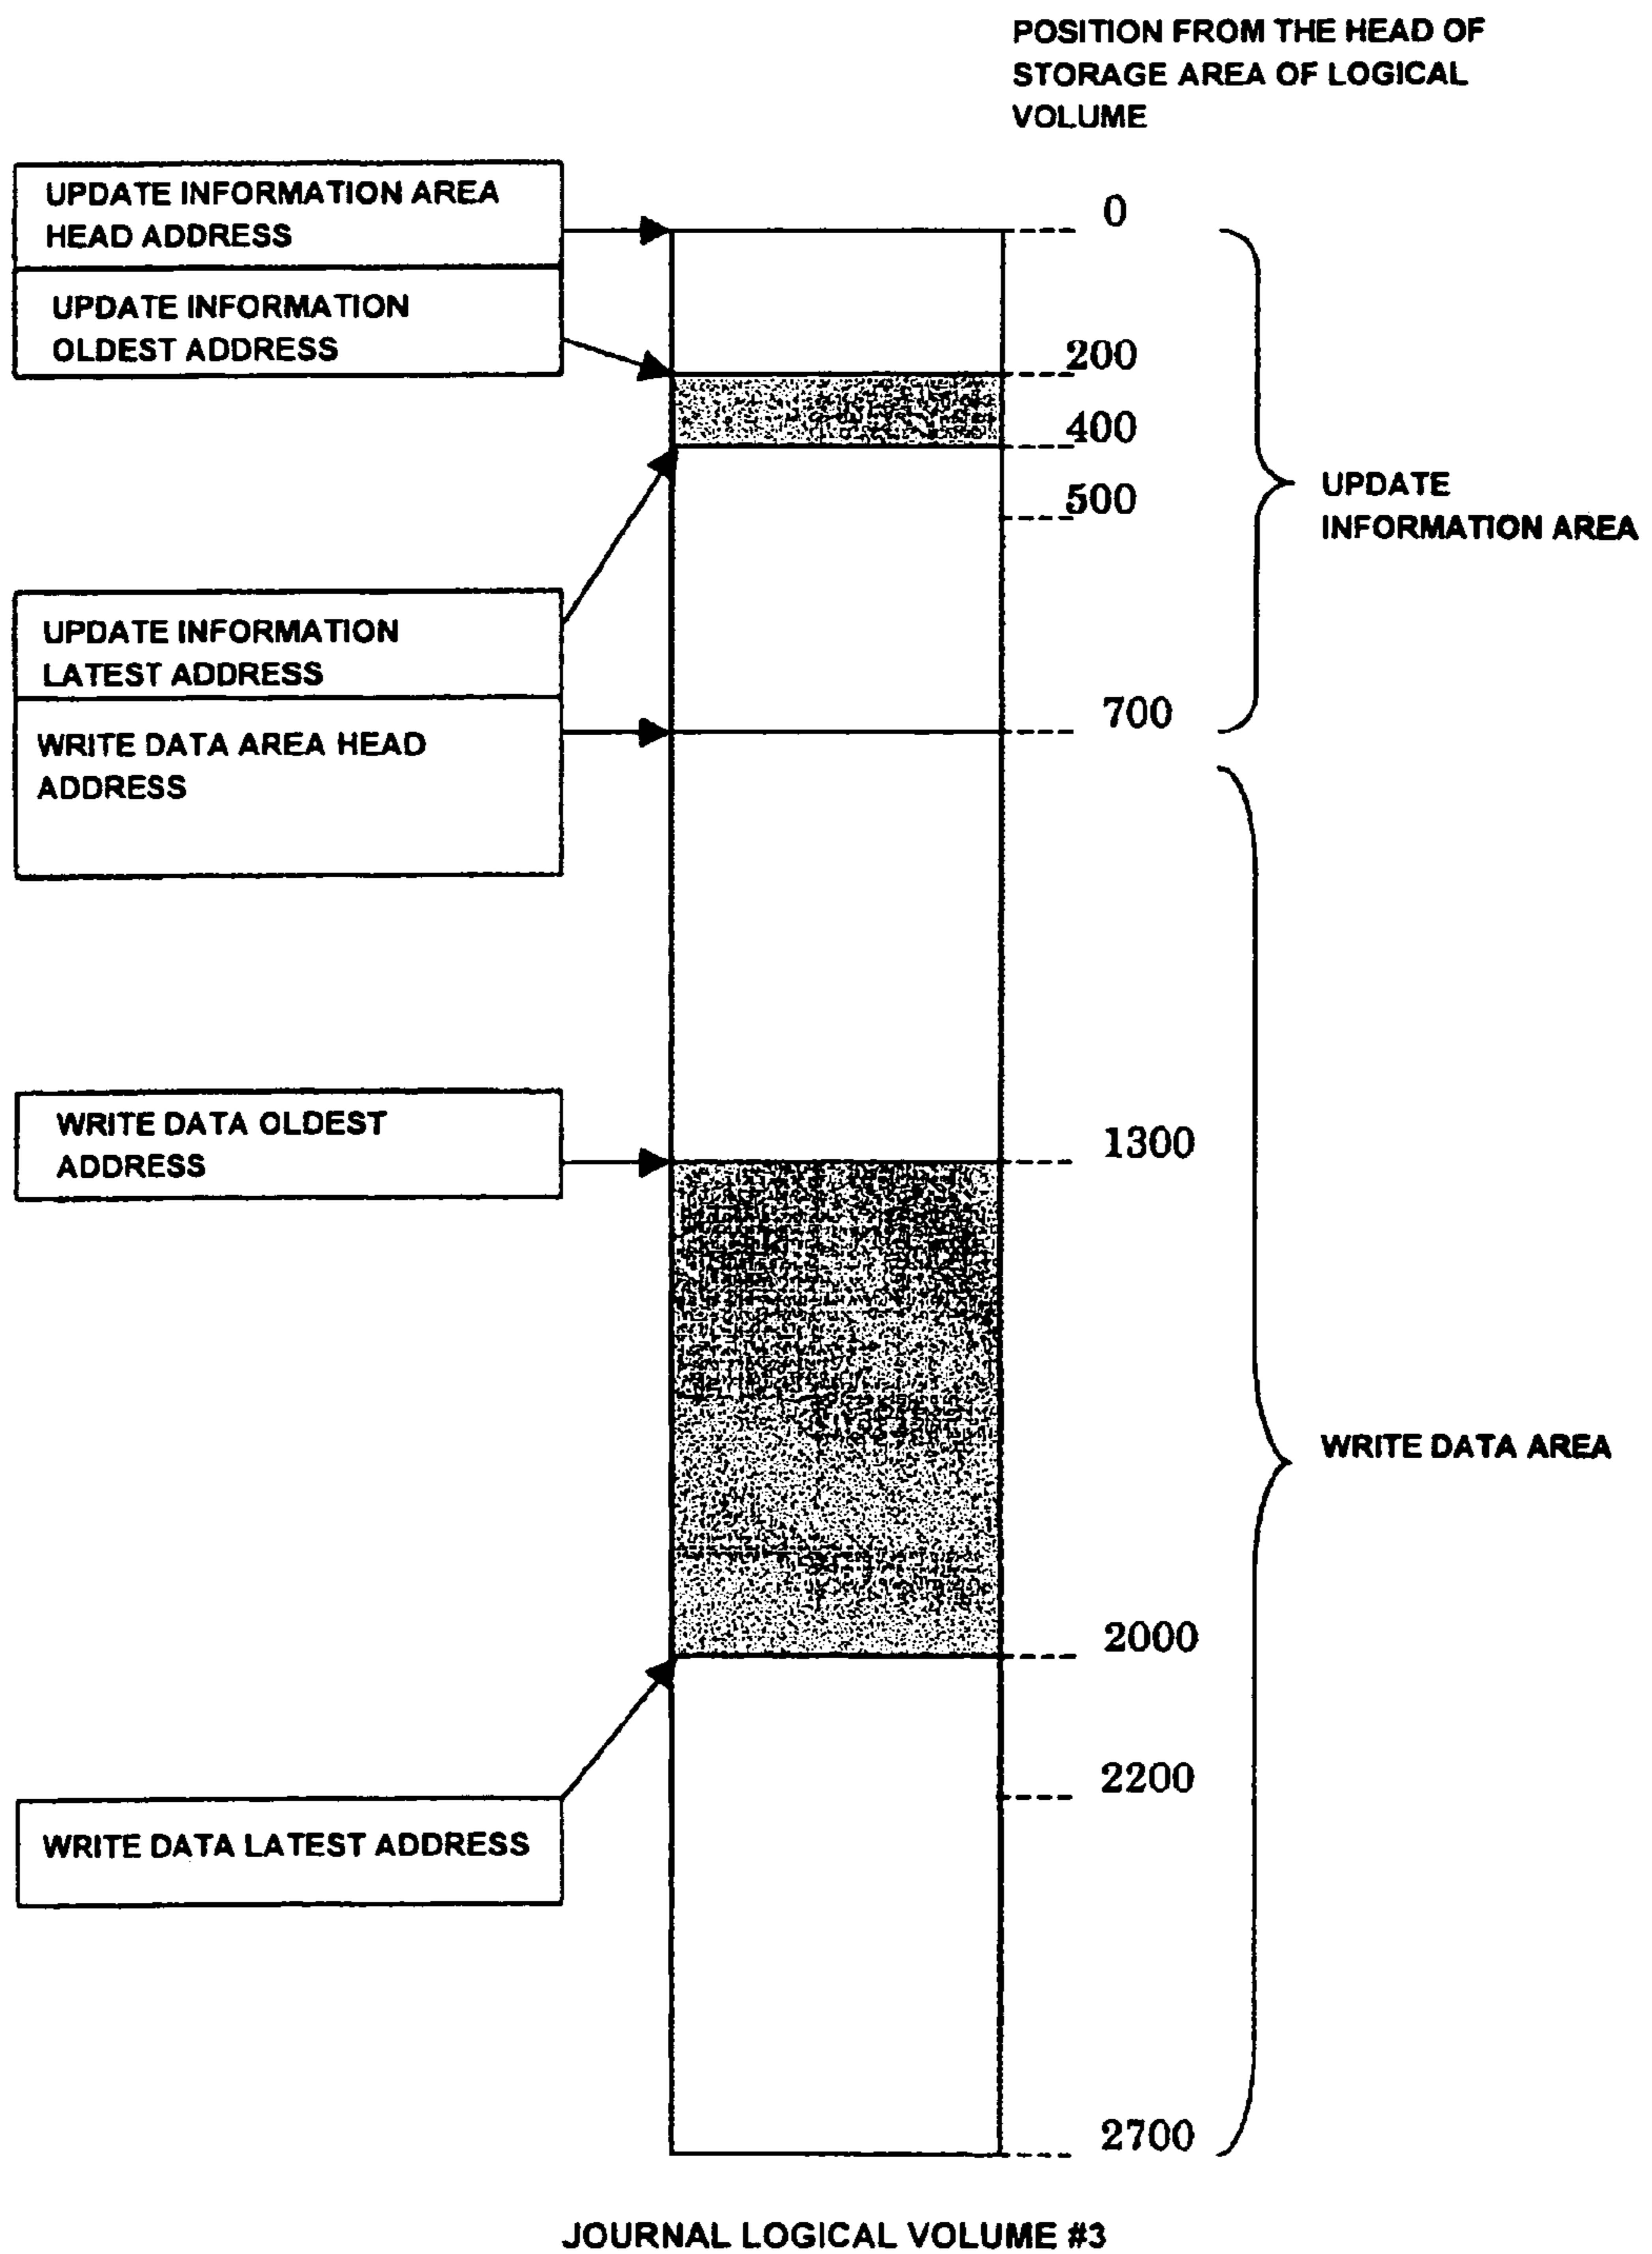 POSITION FROM THE HEAD OF
STORAGE AREA OF LOGICAL
VOLUME
UPDATE INFORMATION AREA
HEAD ADDRESS
0
UPDATE INFORMATION
OLDEST ADDRESS
200
400
500
UPDATE
INFORMATION AREA
UPDATE INFORMATION
LATEST ADDRESS
700
WRITE DATA AREA HEAD
ADDRESS
WRITE DATA OLDEST
ADDRESS
1300
WRITE DATA AREA
2000
2200
WRITE DATA LATEST ADDRESS
2700
JOURNAL LOGICAL VOLUME #3